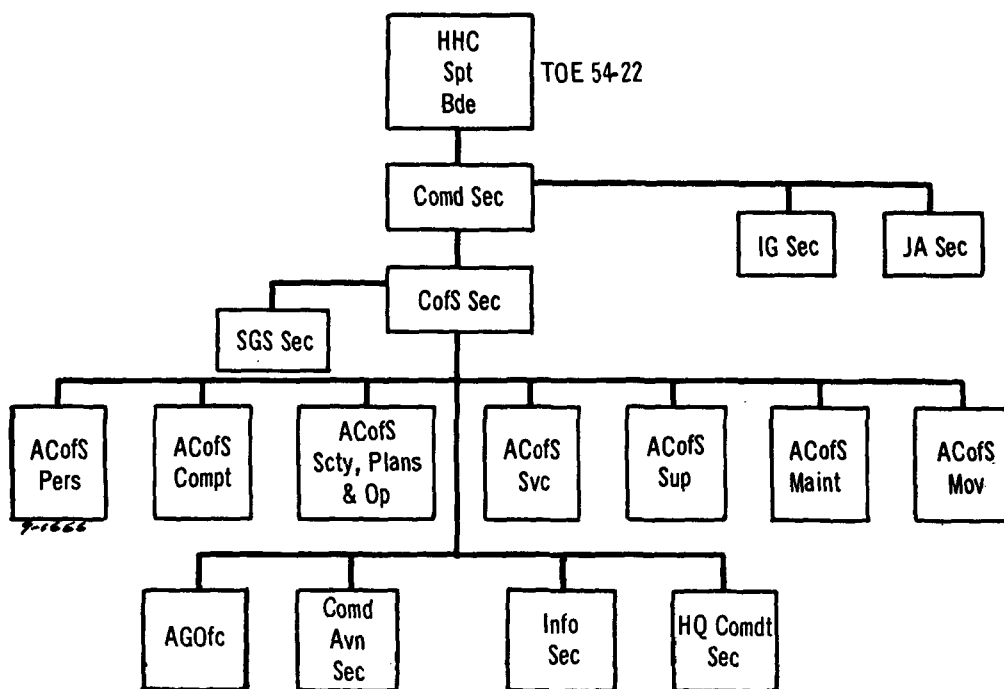 HHC
Spt
Bde
TOE 54-22
Comd Sec
IG Sec
JA Sec
CofS Sec
SGS Sec
ACofS
Pers
ACofS
Compt
ACofS
Scty, Plans
& Op
ACofS
Svc
ACofS
Sup
ACofS
Maint
ACofS
Mov
AGOfc
Comd
Avn
Sec
Info
Sec
HQ Comdt
Sec